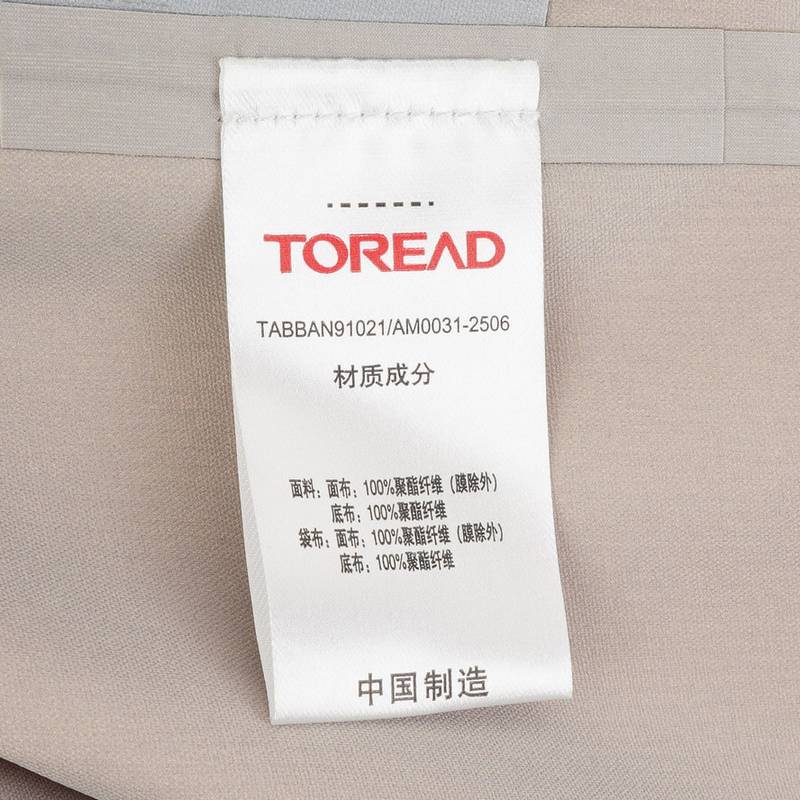 TOREAD
TABBAN91021/AM0031-2506
材质成分
面料：面布：100%聚酯纤维（膜除外）
底布：100%聚酯纤维
袋布：面布：100%聚酯纤维（膜除外）
底布：100%聚酯纤维
中国制造